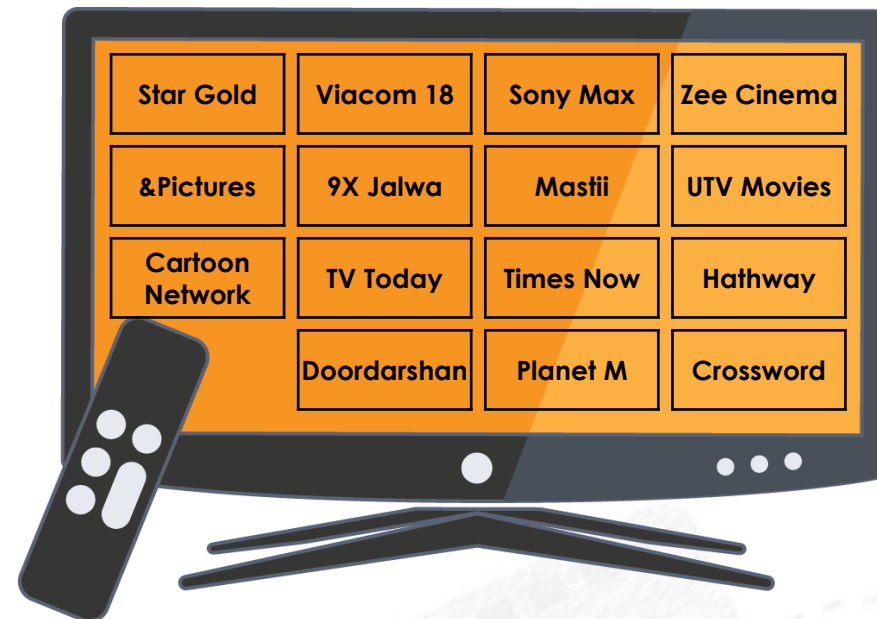 Star Gold
Viacom 18
Sony Max
Zee Cinema
&Pictures
9X Jalwa
Mastii
UTV Movies
Cartoon
Network
TV Today
Times Now
Hathway
Doordarshan
Planet M
Crossword